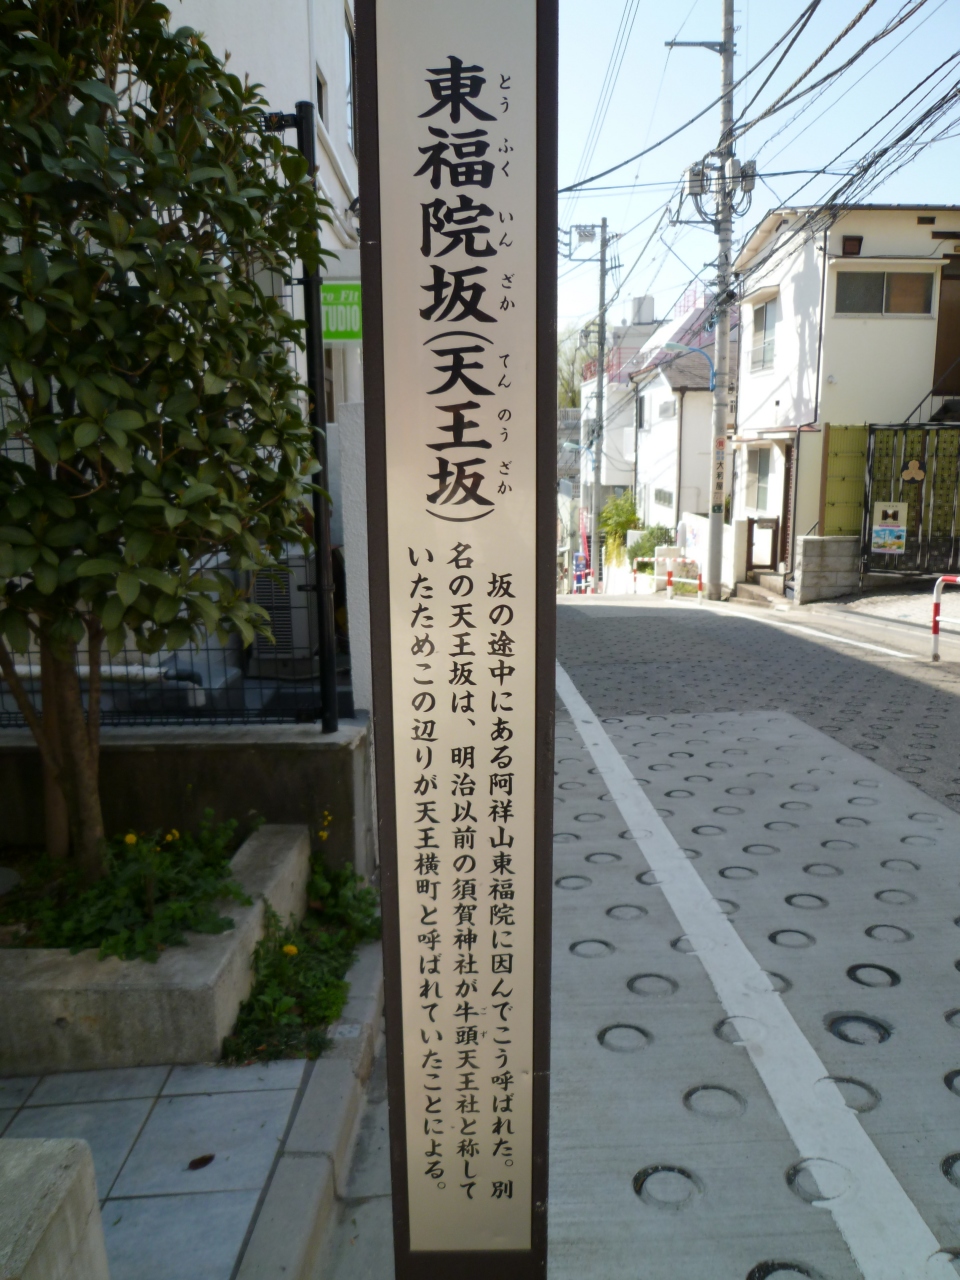 東福院坂(天王坂)
とうふくいんざか てんのうざか
坂の途中にある阿祥山東福院に因んでこう呼ばれた。別
名の天王坂は、明治以前の須賀神社が牛頭天王社と称して
ごず
いたためこの辺りが天王横町と呼ばれていたことによる。
ro Fit
TUDIO